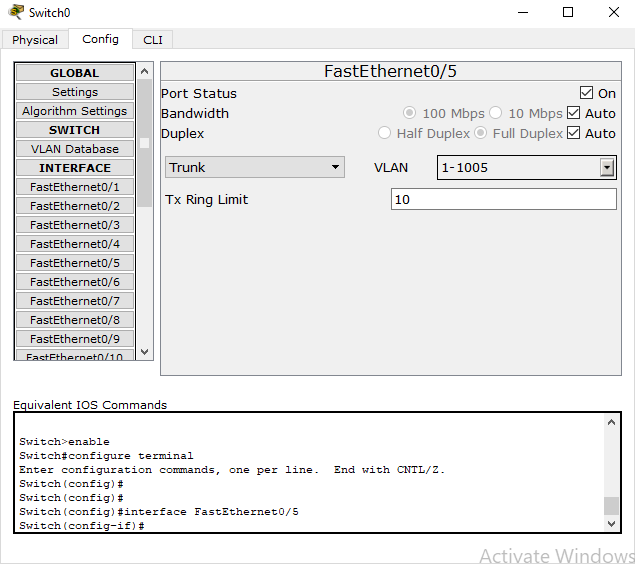 Switch0
Physical Config CLI
GLOBAL
Settings
Algorithm Settings
SWITCH
VLAN Database
INTERFACE
FastEthernet0/1
FastEthernet0/2
FastEthernet0/3
FastEthernet0/4
FastEthernet0/5
FastEthernet0/6
FastEthernet0/7
FastEthernet0/8
FastEthernet0/9
FastEthernet0/10
FastEthernet0/5
Port Status On
Bandwidth 100 Mbps 10 Mbps Auto
Duplex Half Duplex Full Duplex Auto
Trunk VLAN 1-1005
Tx Ring Limit 10
Equivalent IOS Commands
Switch>enable
Switch#configure terminal
Enter configuration commands, one per line.  End with CNTL/Z.
Switch(config)#
Switch(config)#
Switch(config)#interface FastEthernet0/5
Switch(config-if)#
Activate Windows